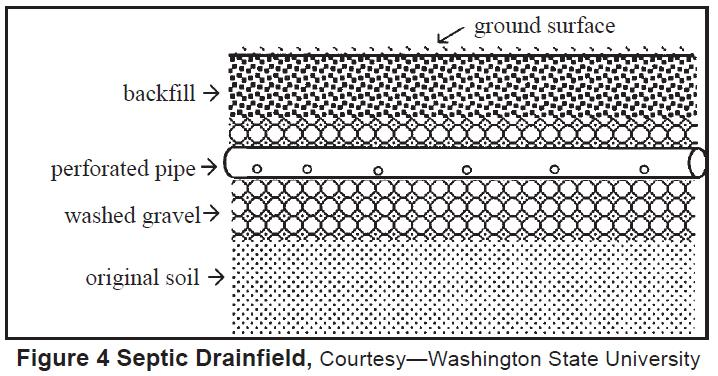 ground surface
backfill
perforated pipe
washed gravel
original soil
Figure 4 Septic Drainfield, Courtesy—Washington State University